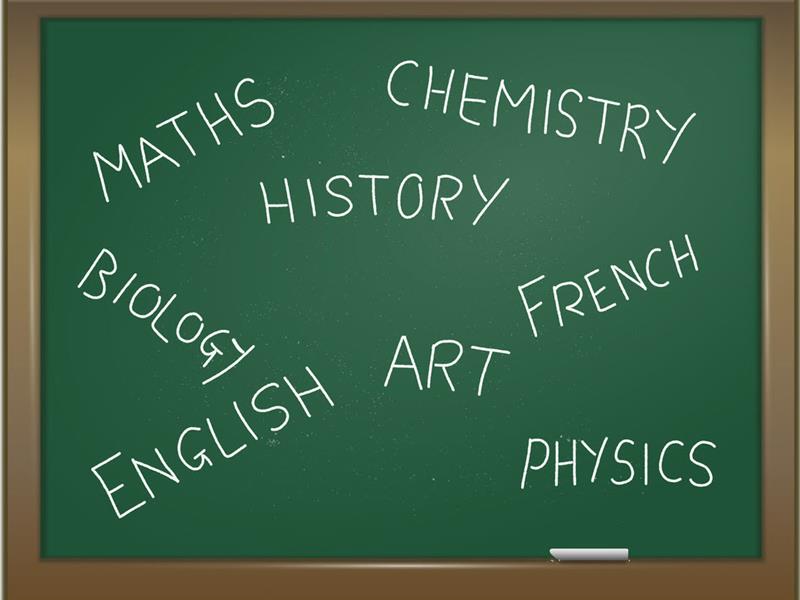 MATHS
CHEMISTRY
HISTORY
BIOLOGY
FRENCH
ART
ENGLISH
PHYSICS